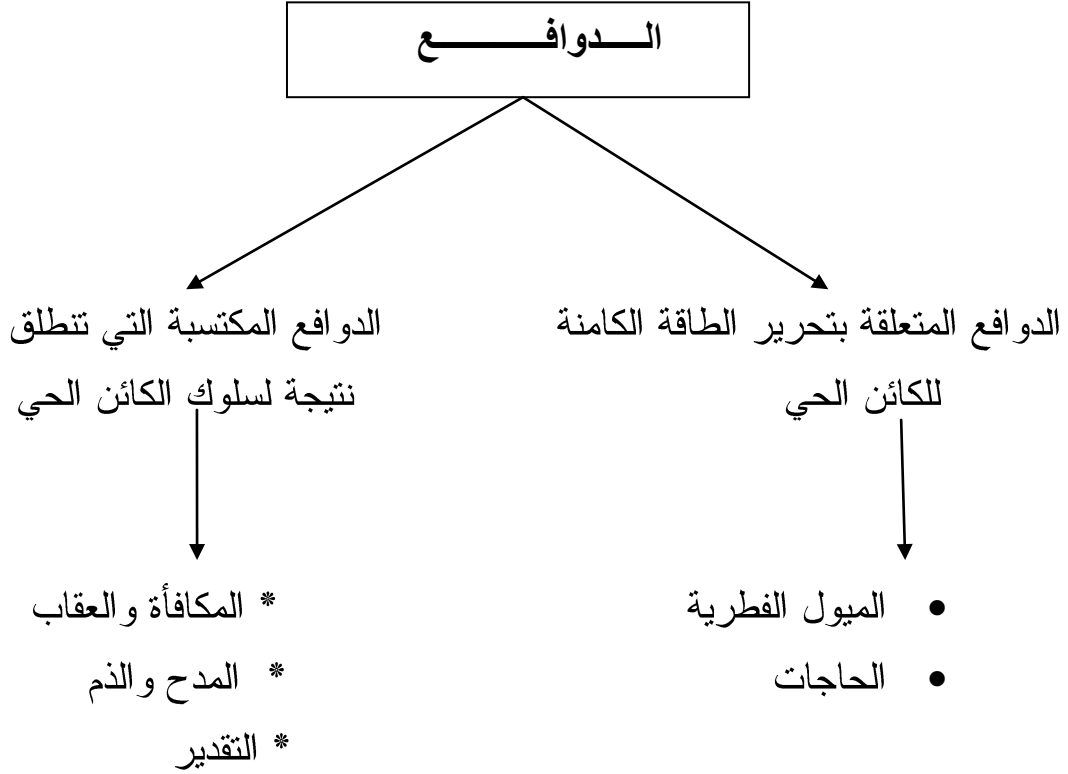 الـــدوافـــــــع
الدوافع المتعلقة بتحرير الطاقة الكامنة
للكائن الحي
الدوافع المكتسبة التي تنطلق
نتيجة لسلوك الكائن الحي
• الميول الفطرية
• الحاجات
* المكافأة والعقاب
* المدح والذم
* التقدير